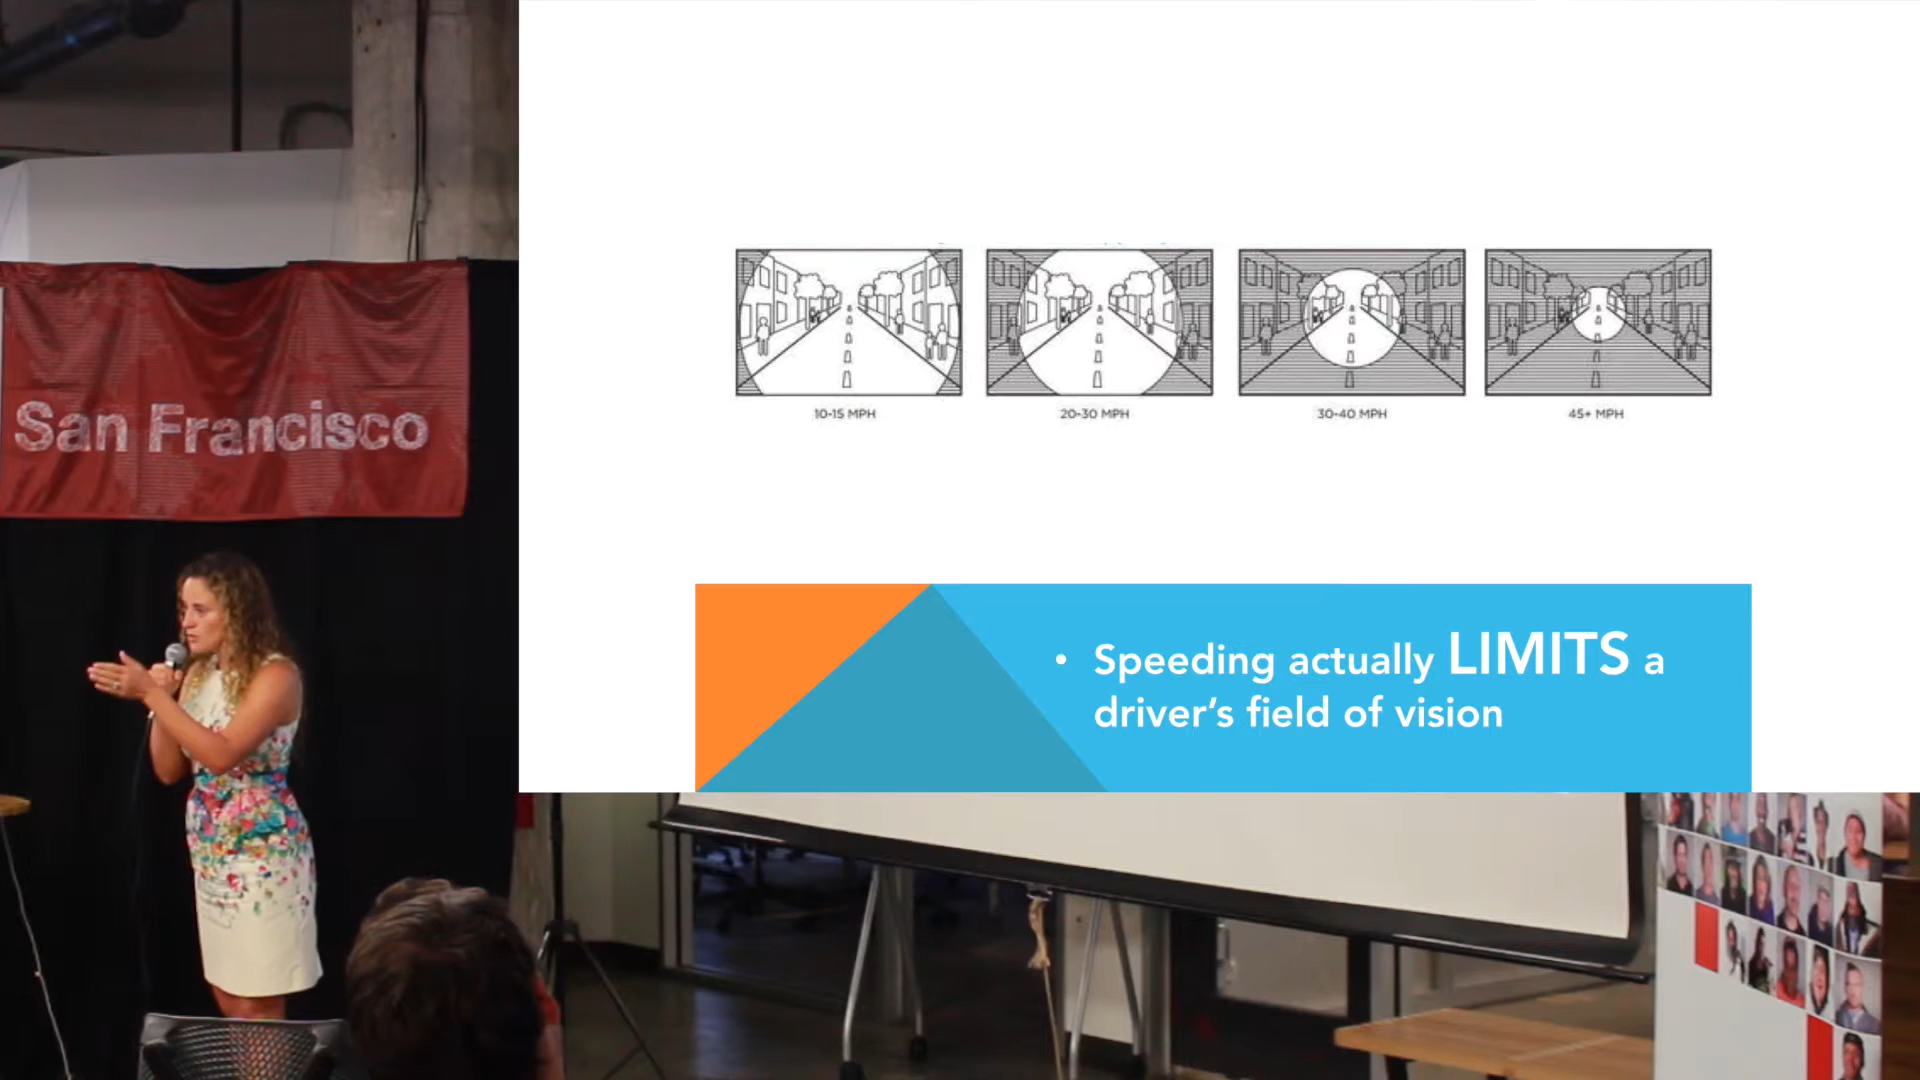 San Francisco
10-15 MPH
20-30 MPH
30-40 MPH
45+ MPH
• Speeding actually LIMITS a
driver's field of vision